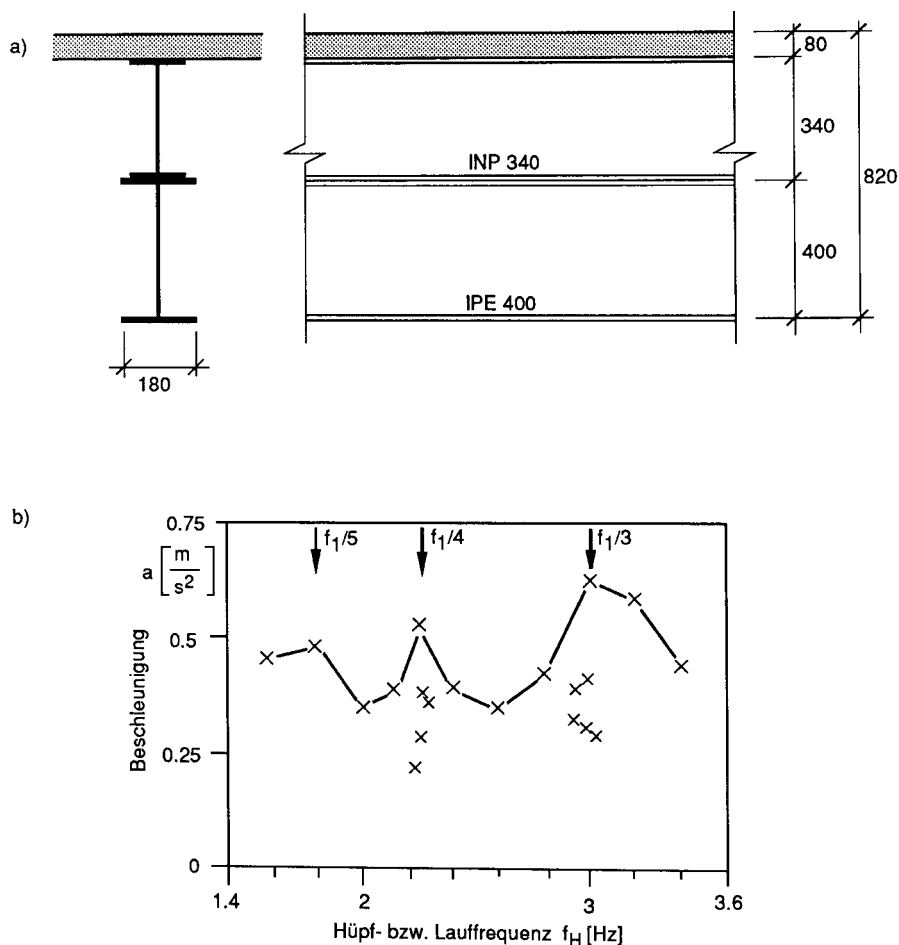 a)
80
340
INP 340
820
400
IPE 400
180
b)
0.75
f₁/5
f₁/4
f₁/3
a [m/s²]
0.5
Beschleunigung
0.25
0
1.4
2
3
3.6
Hüpf- bzw. Lauffrequenz f_H [Hz]